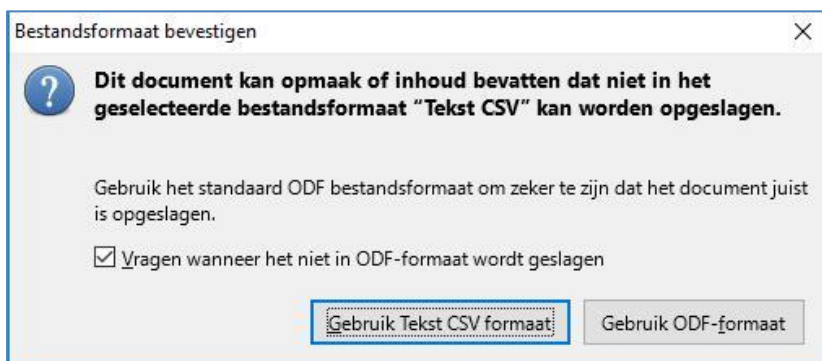 Bestandsformaat bevestigen
Dit document kan opmaak of inhoud bevatten dat niet in het
geselecteerde bestandsformaat “Tekst CSV” kan worden opgeslagen.
Gebruik het standaard ODF bestandsformaat om zeker te zijn dat het document juist
is opgeslagen.
Vragen wanneer het niet in ODF-formaat wordt geslagen
Gebruik Tekst CSV formaat Gebruik ODF-formaat